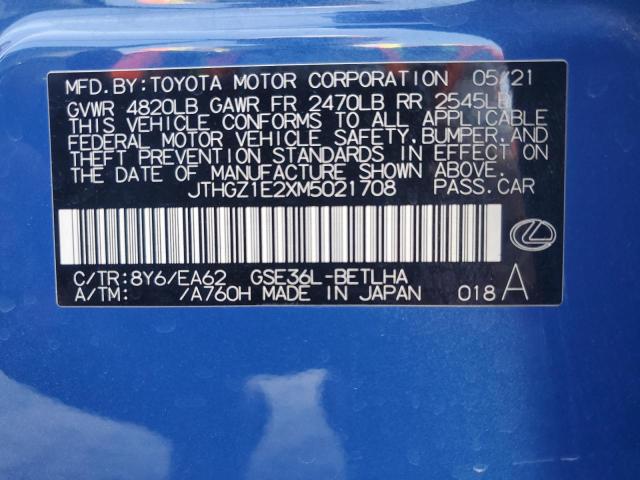 MFD.BY:TOYOTA MOTOR CORPORATION 05/21
GVWR 4820LB GAWR FR 2470LB RR 2545LB
THIS VEHICLE CONFORMS TO ALL APPLICABLE
FEDERAL MOTOR VEHICLE SAFETY,BUMPER,AND
THEFT PREVENTION STANDARDS IN EFFECT ON
THE DATE OF MANUFACTURE SHOWN ABOVE.
JTHGZ1E2XM5021708 PASS.CAR
C/TR:8Y6/EA62 GSE36L-BETLHA
A/TM: /A760H MADE IN JAPAN 018 A